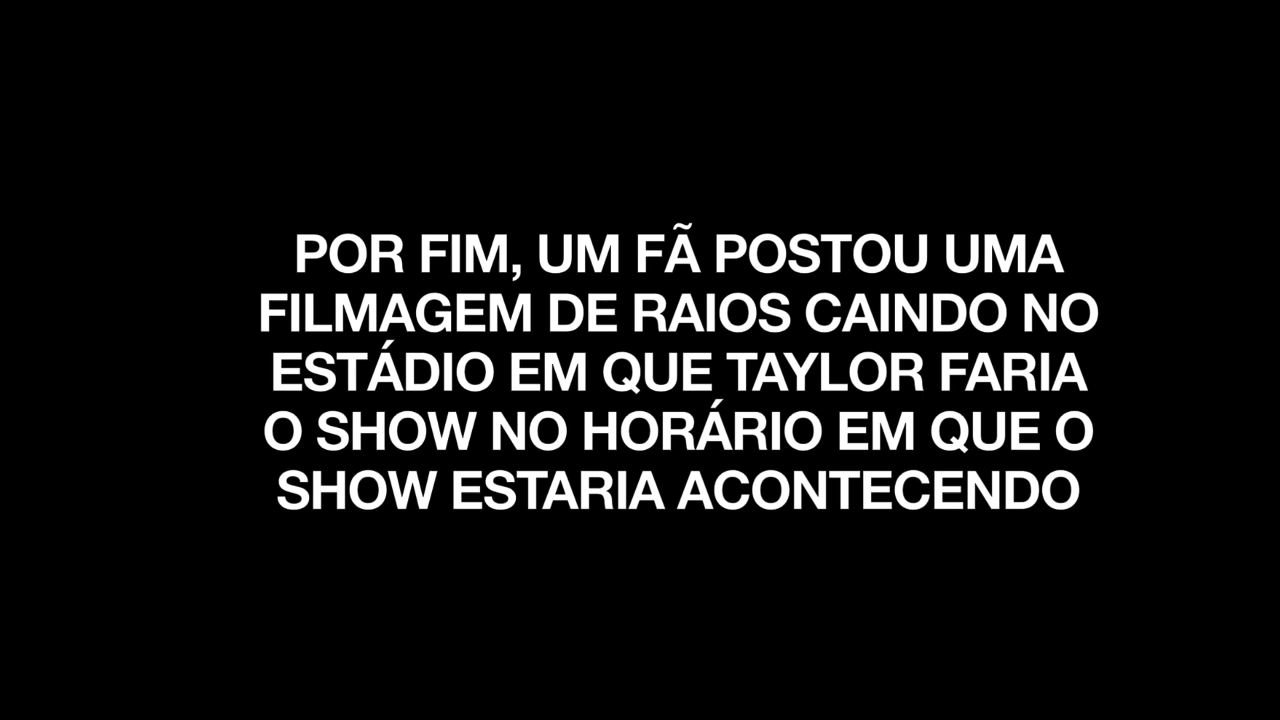 POR FIM, UM FÃ POSTOU UMA
FILMAGEM DE RAIOS CAINDO NO
ESTÁDIO EM QUE TAYLOR FARIA
O SHOW NO HORÁRIO EM QUE O
SHOW ESTARIA ACONTECENDO